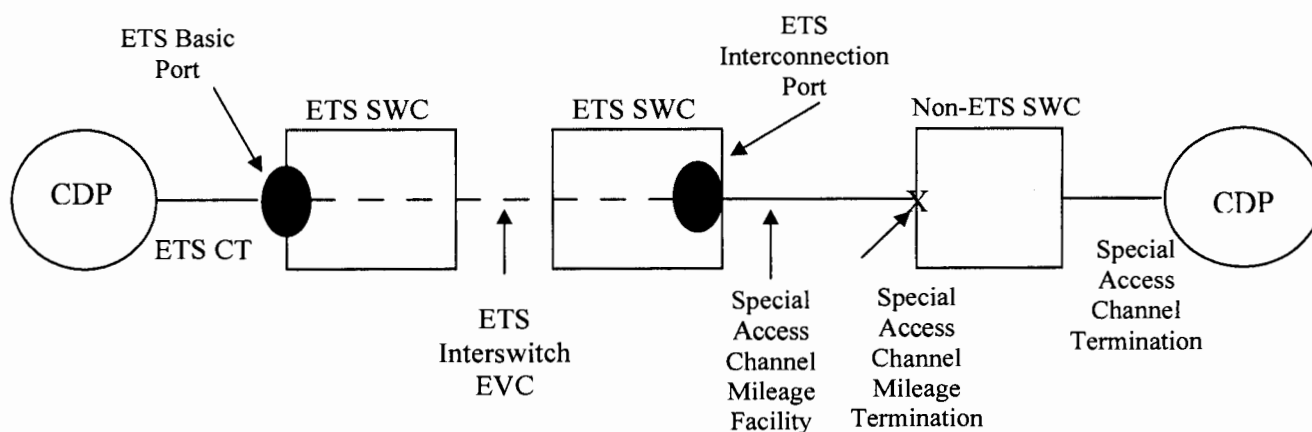 ETS Basic
Port
ETS
Interconnection
Port
ETS SWC
ETS SWC
Non-ETS SWC
CDP
X
CDP
ETS CT
ETS
Interswitch
EVC
Special
Access
Channel
Mileage
Facility
Special
Access
Channel
Mileage
Termination
Special
Access
Channel
Termination